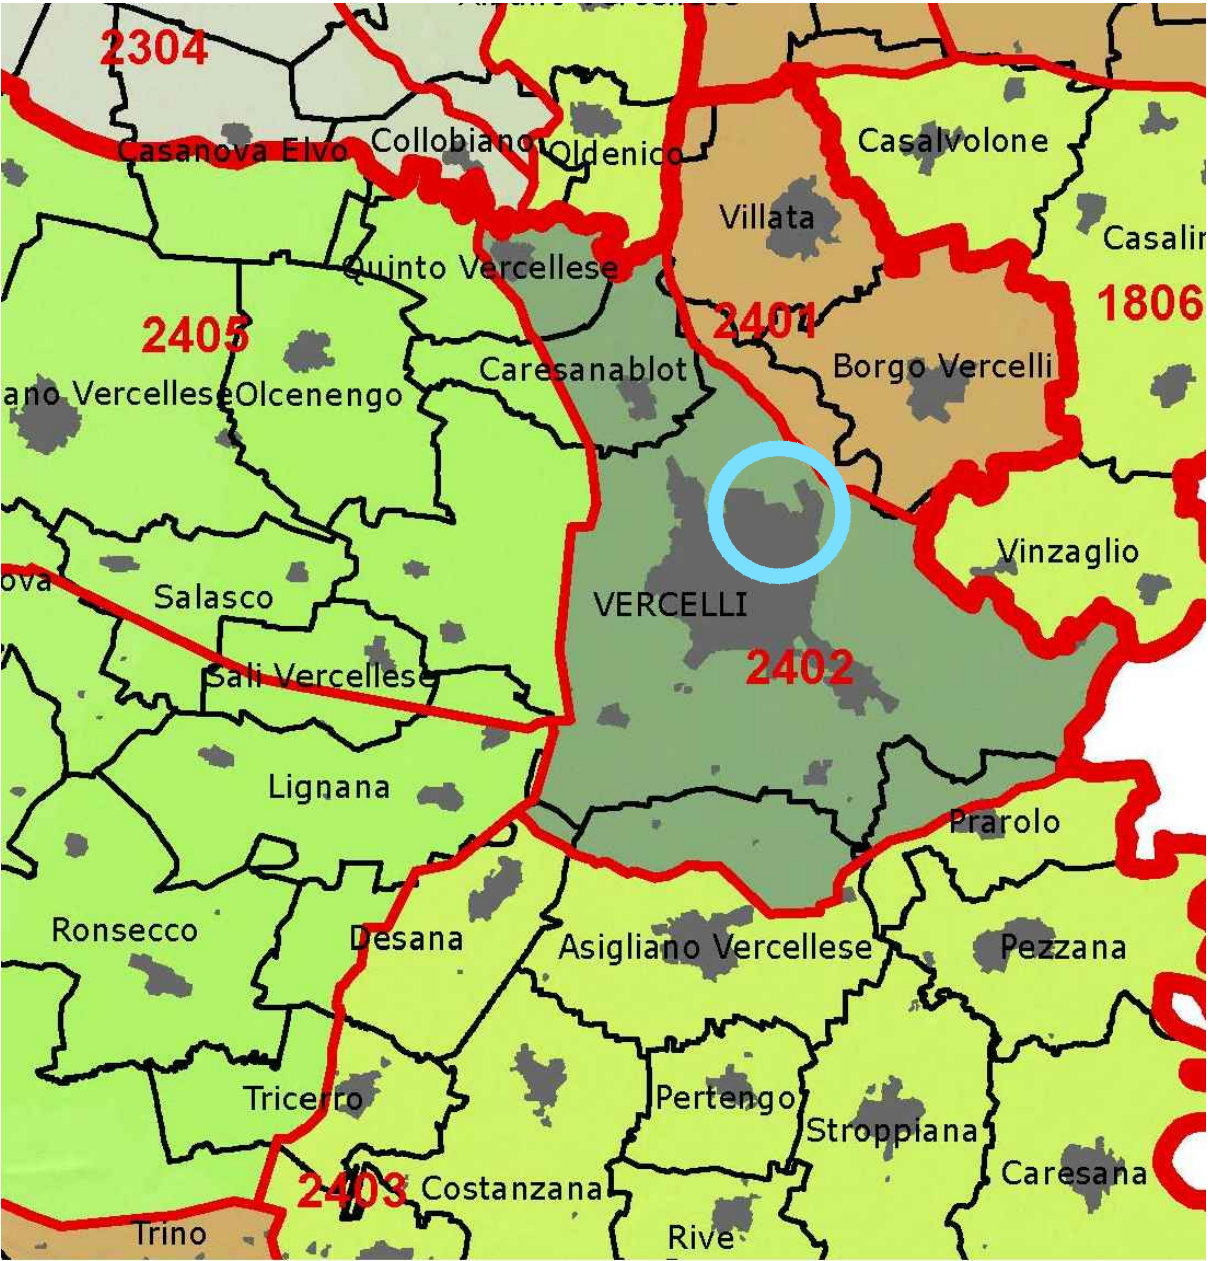 2304
Collobiano
Casanova Elvo
Oldenico
Casalvolone
Villata
Casalin
Quinto Vercellese
1806
2401
2405
Caresanablot
Borgo Vercelli
ano Vercellese
Olcenengo
Vinzaglio
ova
Salasco
VERCELLI
2402
Sali Vercellese
Lignana
Prarolo
Ronsecco
Desana
Asigliano Vercellese
Pezzana
Tricerro
Pertengo
Stroppiana
2403
Costanzana
Caresana
Trino
Rive